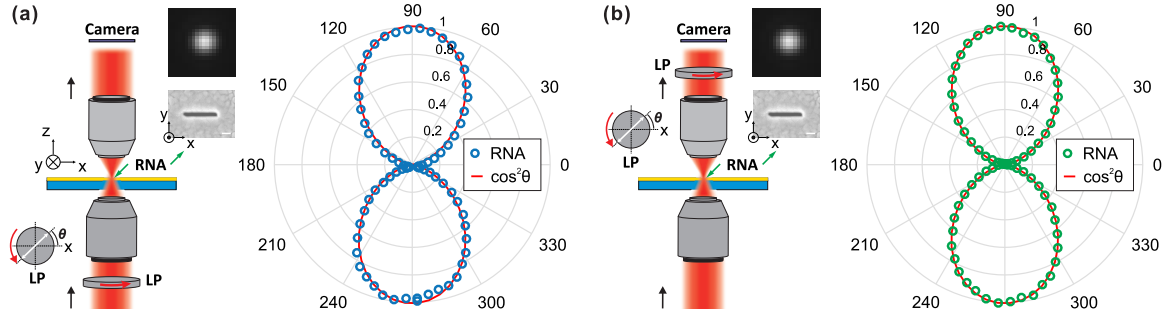 (a)
Camera
z
y
x
RNA
y
x
θ
x
LP
LP
90
60
30
0
330
300
240
210
180
150
120
1
0.8
0.6
0.4
0.2
RNA
cos²θ
(b)
Camera
LP
θ
x
LP
RNA
y
x
90
60
30
0
330
300
240
210
180
150
120
1
0.8
0.6
0.4
0.2
RNA
cos²θ